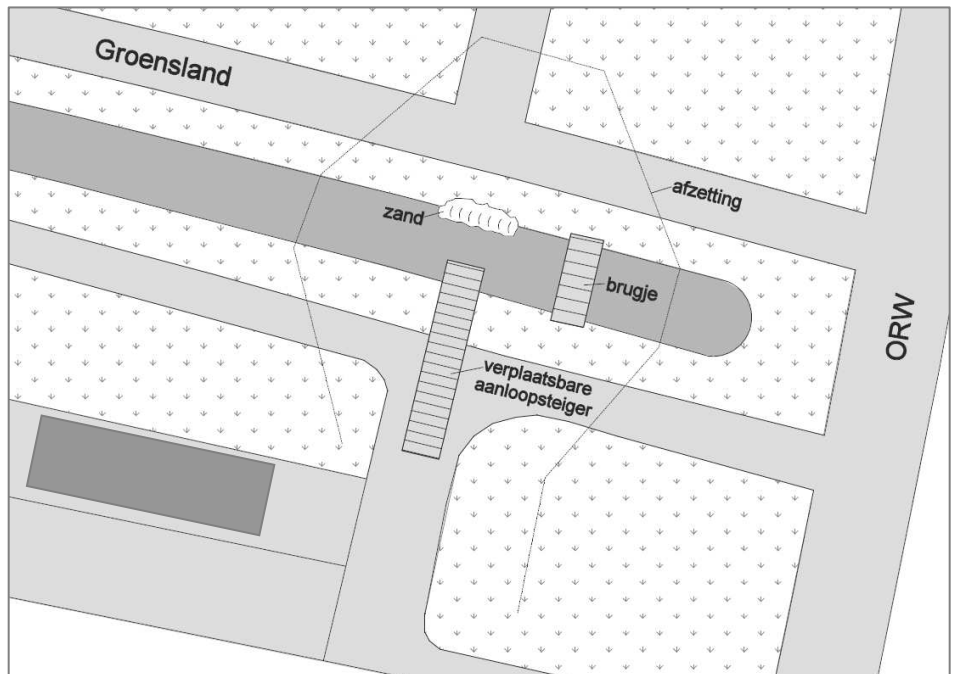 Groensland
afzetting
zand
brugje
ORW
verplaatsbare
aanloopsteiger